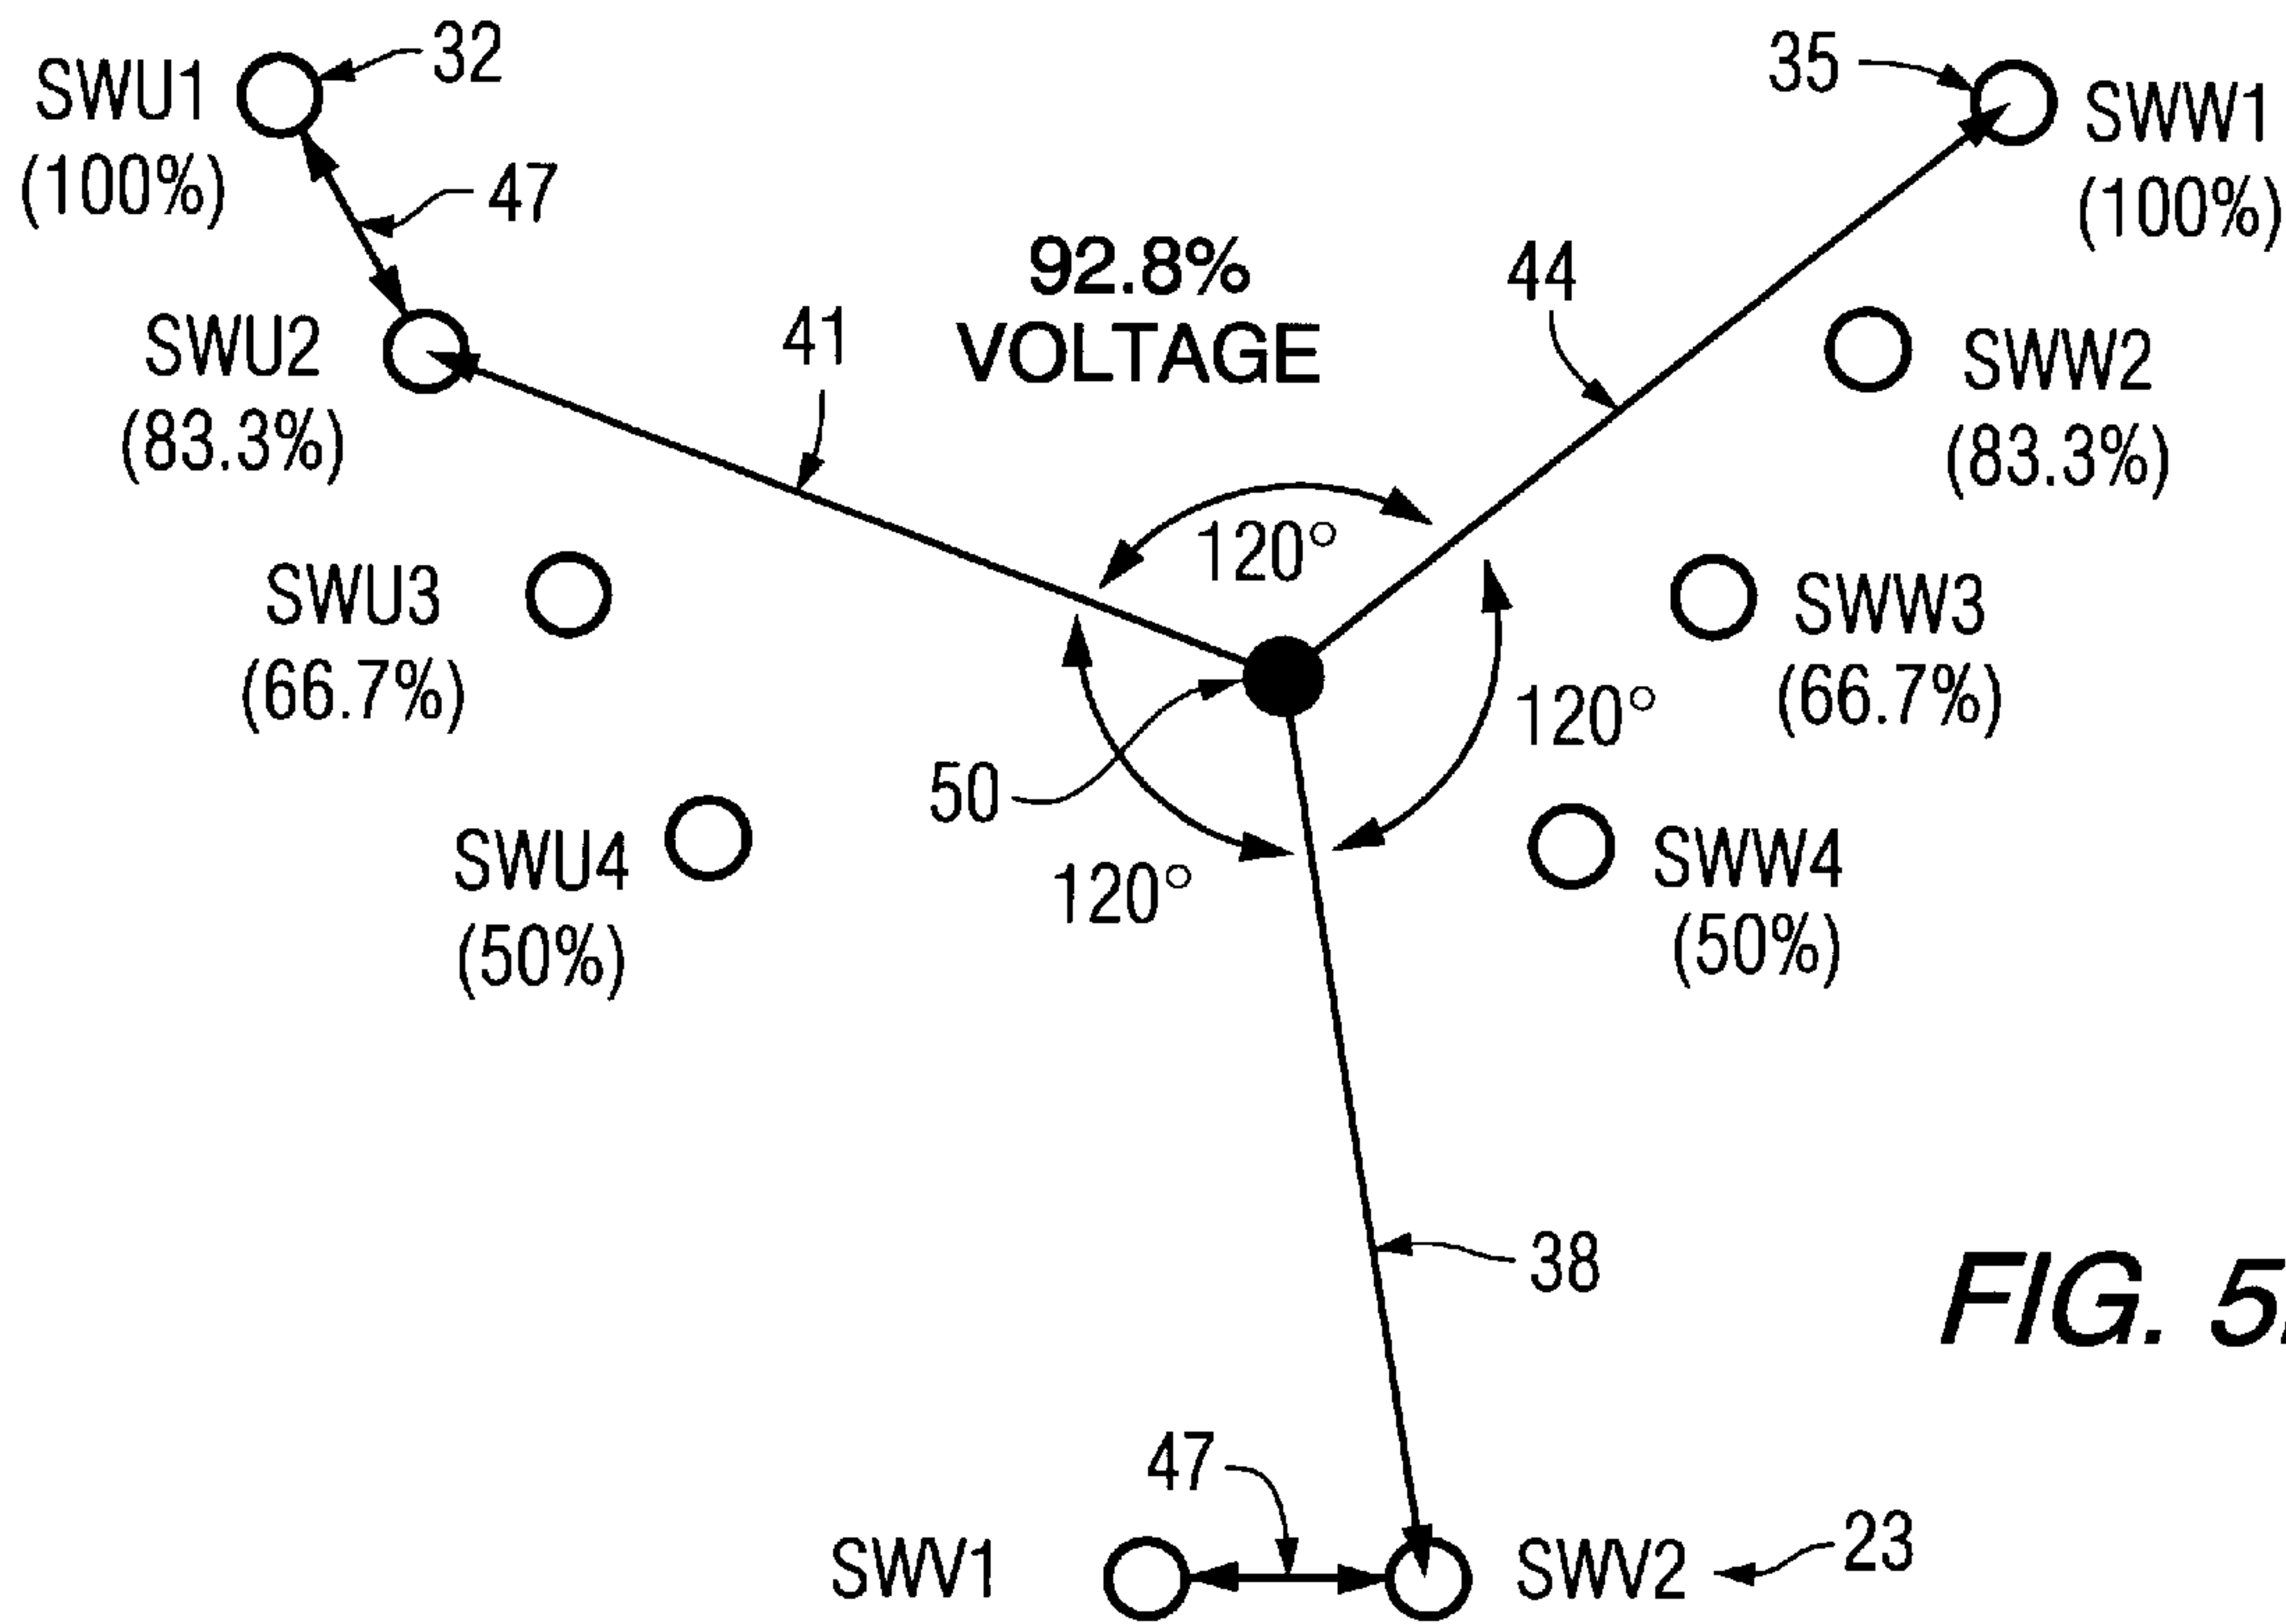 SWU1
(100%)
32
47
35
SWW1
(100%)
92.8%
VOLTAGE
44
SWU2
(83.3%)
41
SWW2
(83.3%)
120°
SWU3
(66.7%)
SWW3
(66.7%)
120°
50
SWU4
(50%)
120°
SWW4
(50%)
38
FIG. 5
47
SWV1
SWV2
23